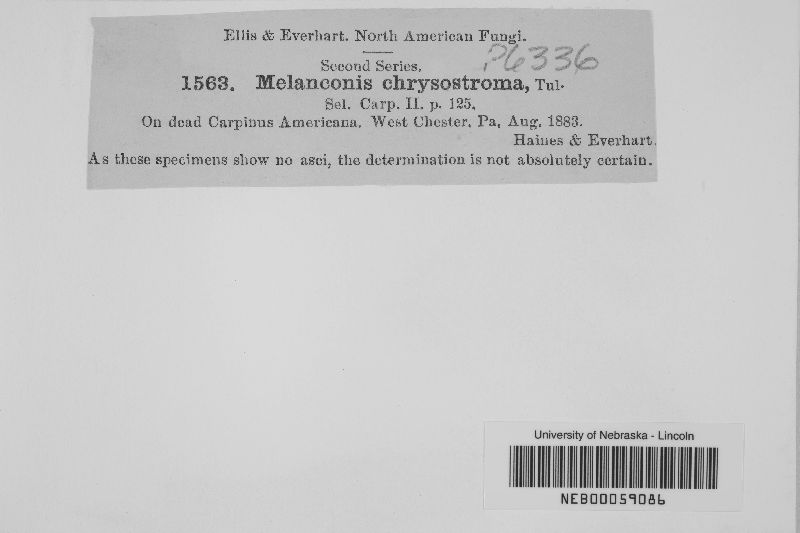 Ellis & Everhart. North American Fungi.
P6336
Second Series.
1563. Melanconis chrysostroma, Tul.
Sel. Carp. II. p. 125.
On dead Carpinus Americana. West Chester, Pa, Aug. 1883.
Haines & Everhart.
As these specimens show no asci, the determination is not absolutely certain.
University of Nebraska - Lincoln
NEB00059086